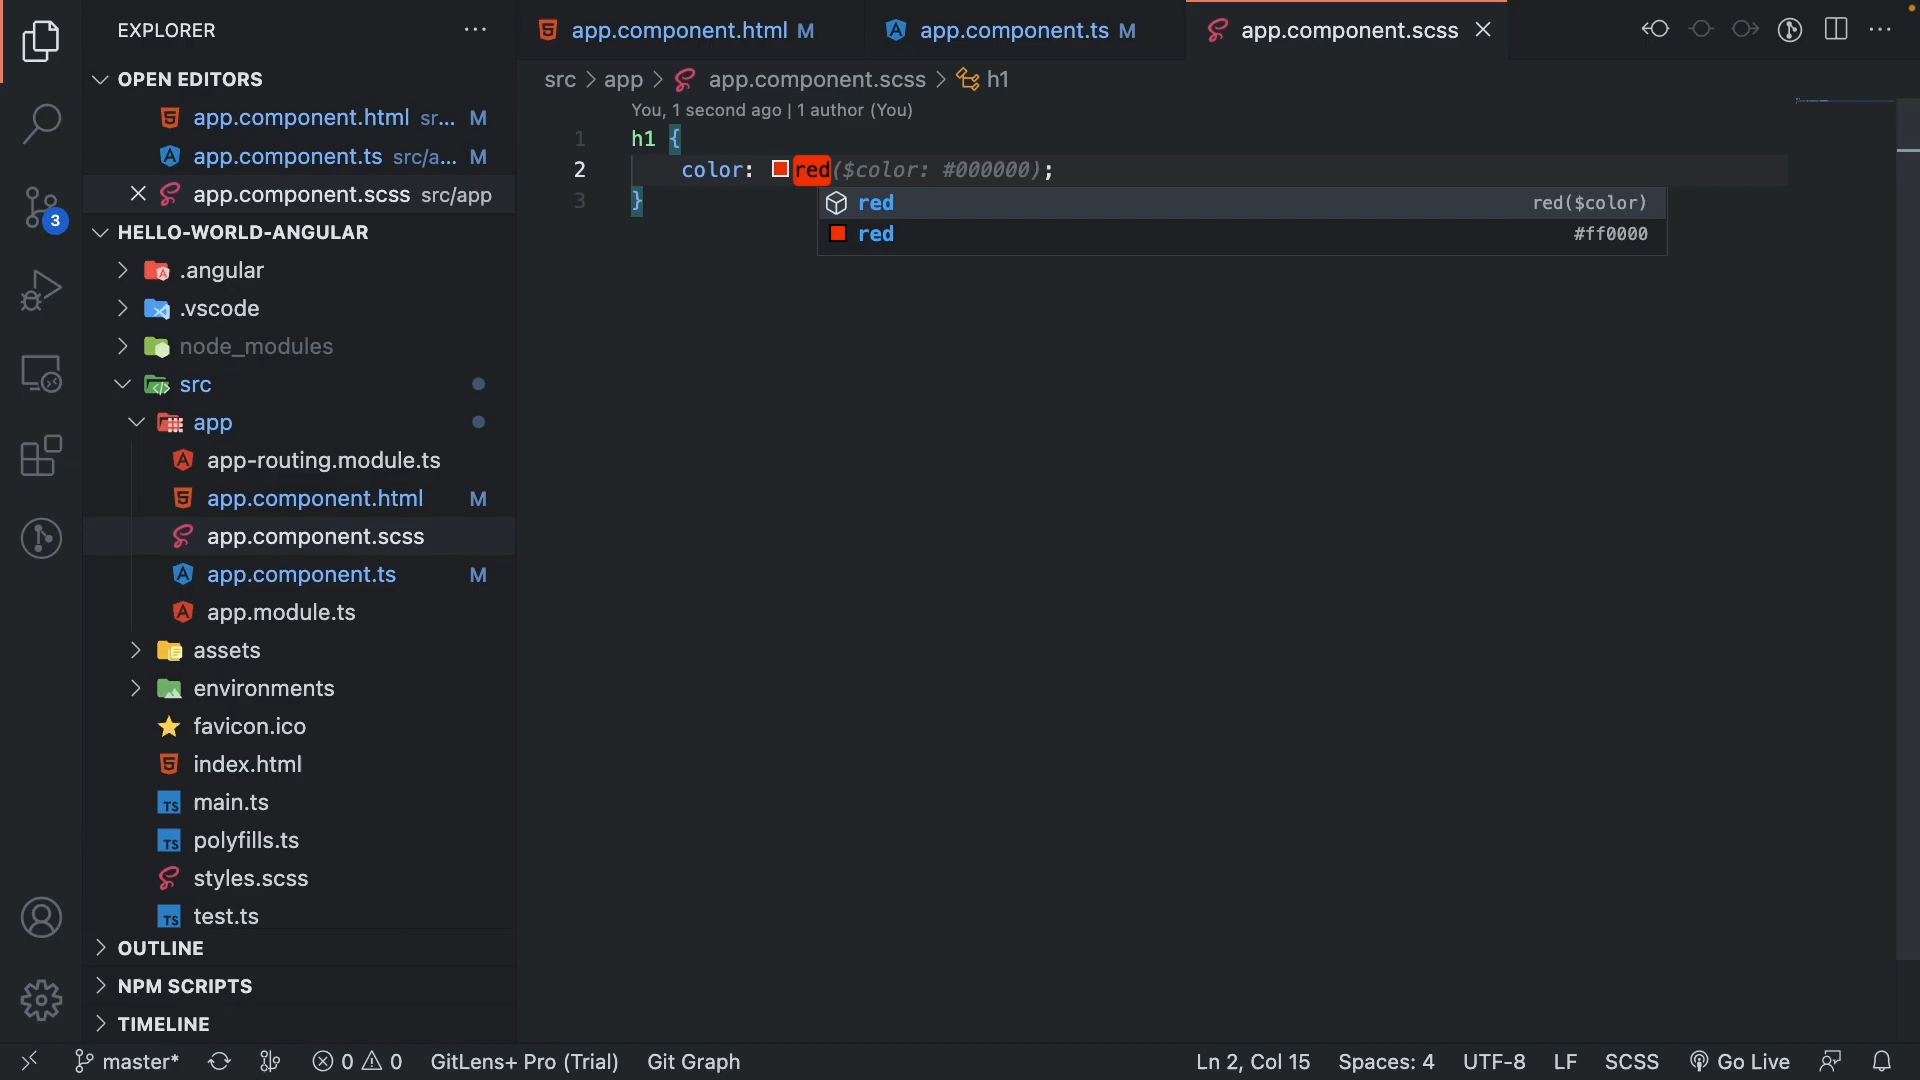 EXPLORER
OPEN EDITORS
app.component.html sr... M
app.component.ts src/a... M
app.component.scss src/app
HELLO-WORLD-ANGULAR
.angular
.vscode
node_modules
src
app
app-routing.module.ts
app.component.html M
app.component.scss
app.component.ts M
app.module.ts
assets
environments
favicon.ico
index.html
main.ts
polyfills.ts
styles.scss
test.ts
OUTLINE
NPM SCRIPTS
TIMELINE
3
app.component.html M
app.component.ts M
app.component.scss
src > app > app.component.scss > h1
You, 1 second ago | 1 author (You)
1 h1 {
2 color: red($color: #000000);
3 }
red red($color)
red #ff0000
master* 0 0 GitLens+ Pro (Trial) Git Graph Ln 2, Col 15 Spaces: 4 UTF-8 LF SCSS Go Live